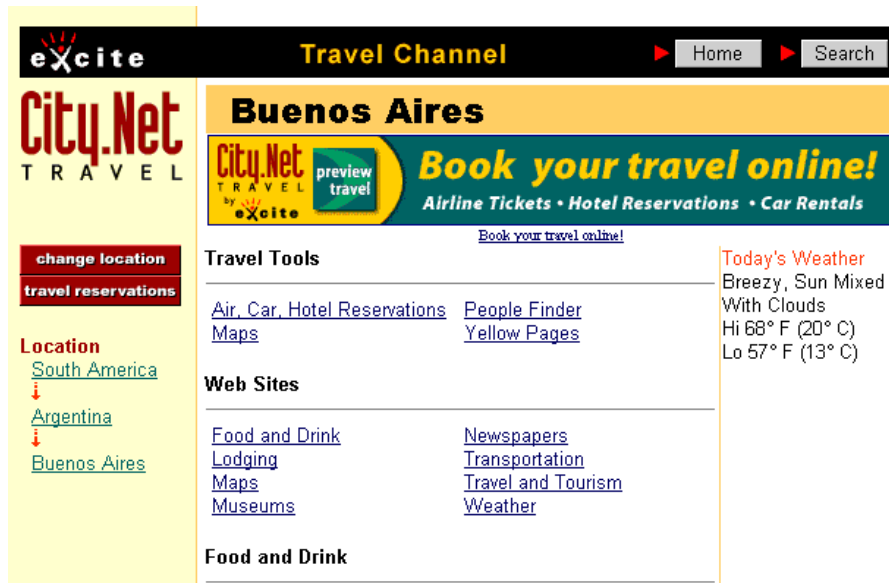 excite
Travel Channel
Home
Search
City.Net
TRAVEL
Buenos Aires
City.Net
TRAVEL
by
excite
preview
travel
Book your travel online!
Airline Tickets • Hotel Reservations • Car Rentals
Book your travel online!
change location
travel reservations
Location
South America
Argentina
Buenos Aires
Travel Tools
Air, Car, Hotel Reservations
People Finder
Maps
Yellow Pages
Web Sites
Food and Drink
Newspapers
Lodging
Transportation
Maps
Travel and Tourism
Museums
Weather
Food and Drink
Today's Weather
Breezy, Sun Mixed
With Clouds
Hi 68° F (20° C)
Lo 57° F (13° C)